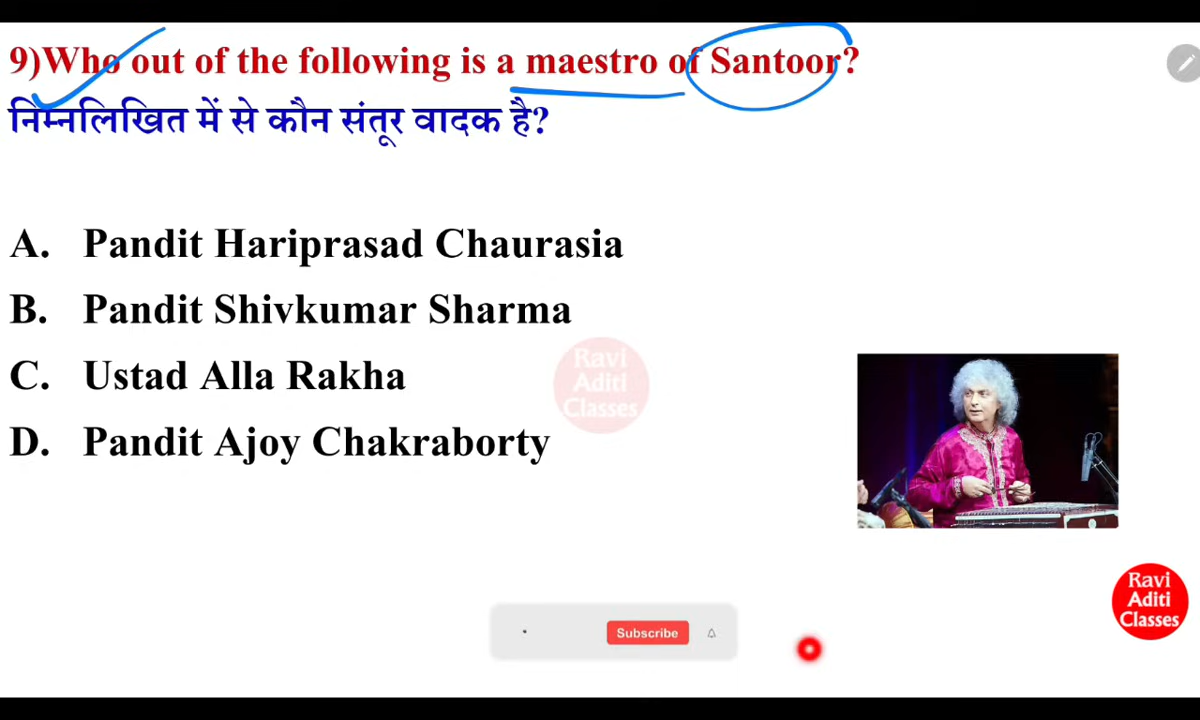 9)Who out of the following is a maestro of Santoor?
निम्नलिखित में से कौन संतूर वादक है?
A. Pandit Hariprasad Chaurasia
B. Pandit Shivkumar Sharma
C. Ustad Alla Rakha
D. Pandit Ajoy Chakraborty
Ravi
Aditi
Classes
Ravi
Aditi
Classes
Subscribe